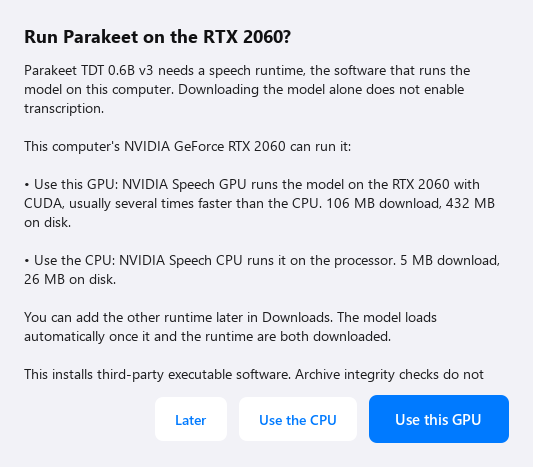 Run Parakeet on the RTX 2060?
Parakeet TDT 0.6B v3 needs a speech runtime, the software that runs the
model on this computer. Downloading the model alone does not enable
transcription.
This computer's NVIDIA GeForce RTX 2060 can run it:
• Use this GPU: NVIDIA Speech GPU runs the model on the RTX 2060 with
CUDA, usually several times faster than the CPU. 106 MB download, 432 MB
on disk.
• Use the CPU: NVIDIA Speech CPU runs it on the processor. 5 MB download,
26 MB on disk.
You can add the other runtime later in Downloads. The model loads
automatically once it and the runtime are both downloaded.
This installs third-party executable software. Archive integrity checks do not
Later
Use the CPU
Use this GPU